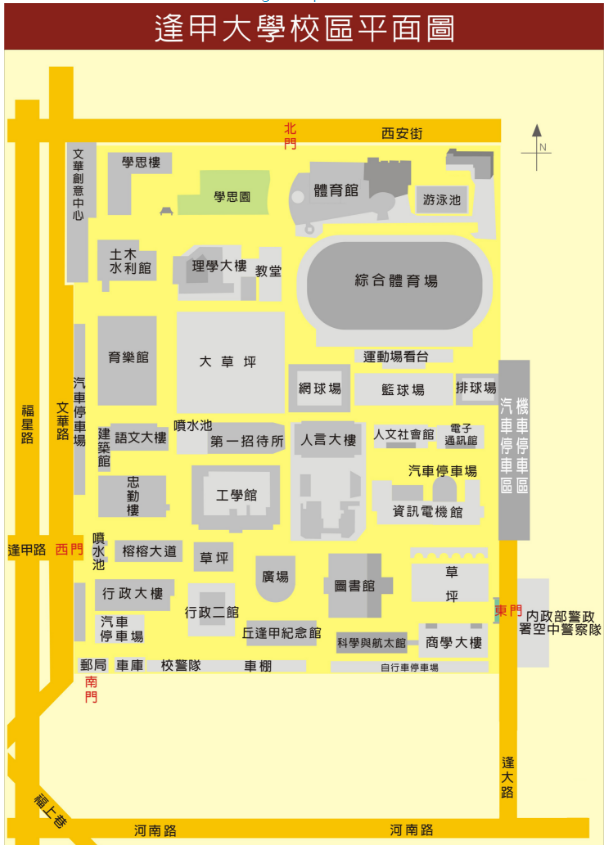 逢甲大學校區平面圖
北門
西安街
N
文華創意中心
學思樓
學思園
體育館
游泳池
土木
水利館
理學大樓
教堂
綜合體育場
育樂館
大草坪
運動場看台
網球場
籃球場
排球場
汽車停車場
福星路
文華路
機車停車區
汽車停車區
建築館
語文大樓
噴水池
第一招待所
人言大樓
人文社會館
電子
通訊館
忠勤樓
工學館
汽車停車場
資訊電機館
逢甲路
西門
噴水池
榕榕大道
草坪
廣場
圖書館
草坪
行政大樓
行政二館
東門
內政部警政
署空中警察隊
汽車
停車場
丘逢甲紀念館
科學與航太館
商學大樓
郵局
車庫
校警隊
車棚
自行車停車場
南門
逢大路
福上巷
河南路
河南路